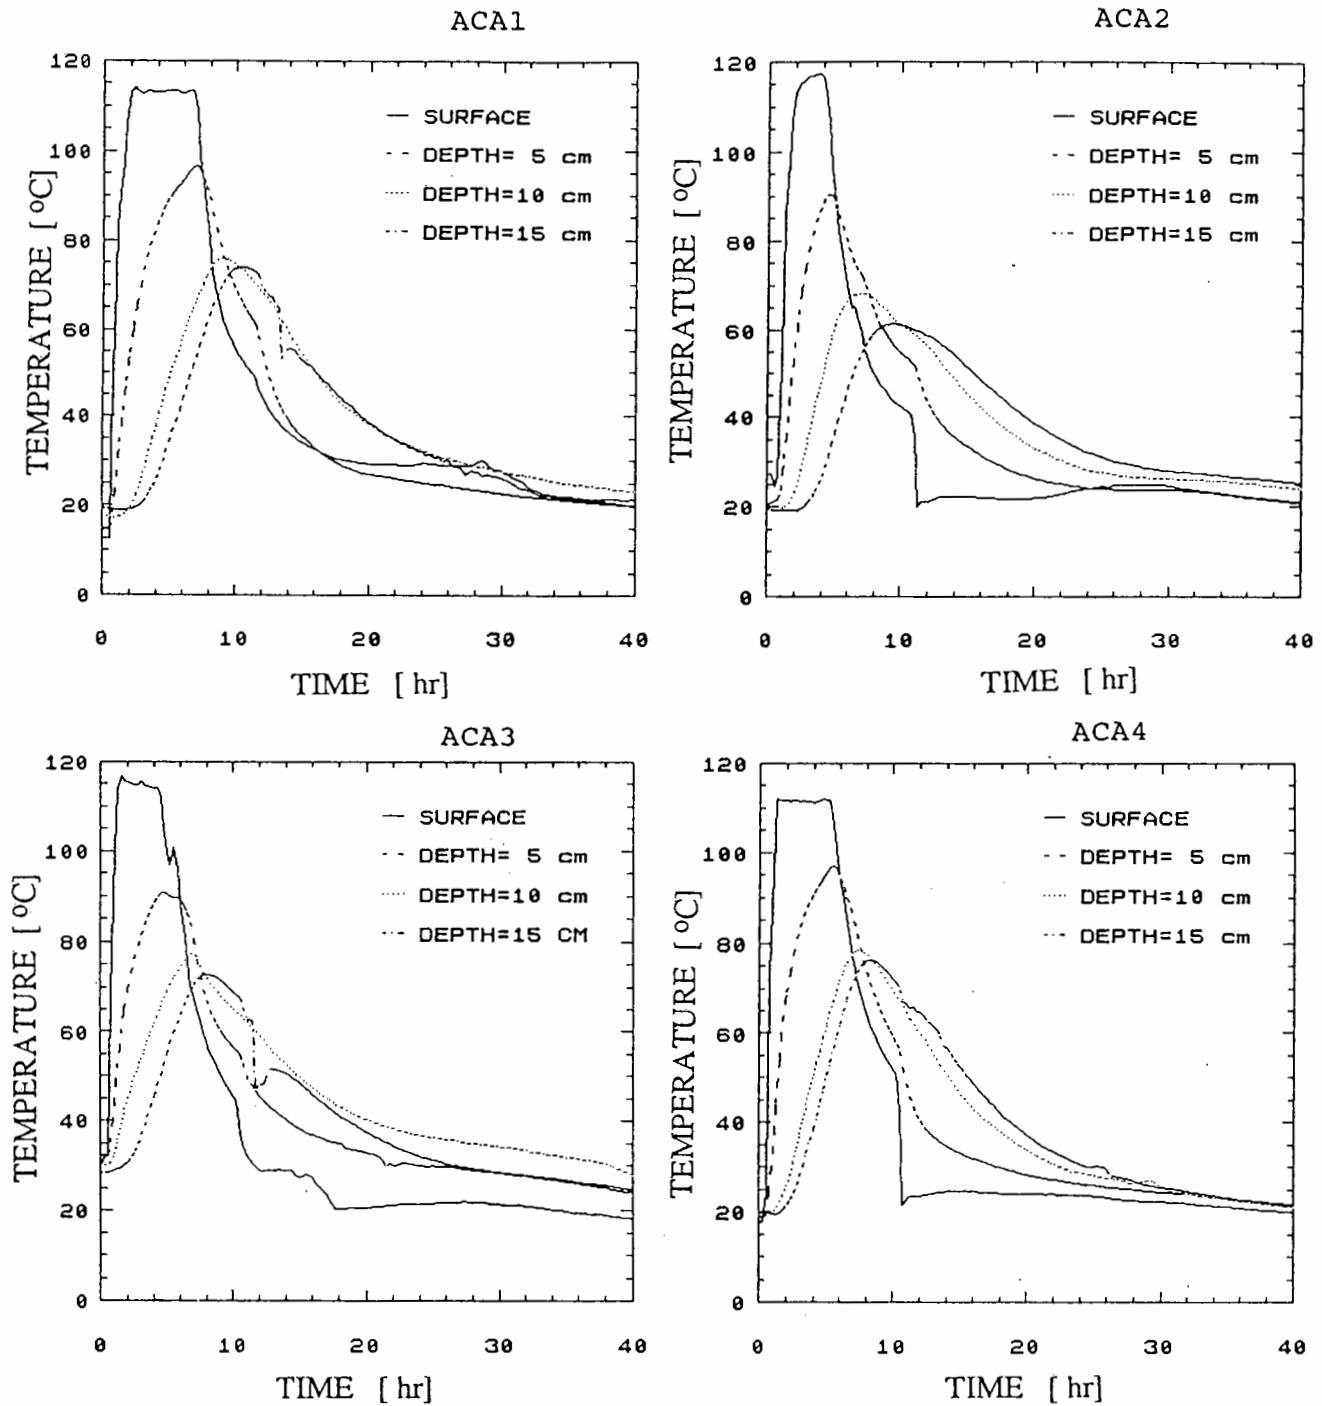 ACA1
TEMPERATURE [ °C]
120
100
80
60
40
20
0
SURFACE
DEPTH= 5 cm
DEPTH=10 cm
DEPTH=15 cm
0 10 20 30 40
TIME [ hr]
ACA2
TEMPERATURE [ °C]
120
100
80
60
40
20
0
SURFACE
DEPTH= 5 cm
DEPTH=10 cm
DEPTH=15 cm
0 10 20 30 40
TIME [ hr]
ACA3
TEMPERATURE [ °C]
120
100
80
60
40
20
0
SURFACE
DEPTH= 5 cm
DEPTH=10 cm
DEPTH=15 CM
0 10 20 30 40
TIME [ hr]
ACA4
TEMPERATURE [ °C]
120
100
80
60
40
20
0
SURFACE
DEPTH= 5 cm
DEPTH=10 cm
DEPTH=15 cm
0 10 20 30 40
TIME [ hr]